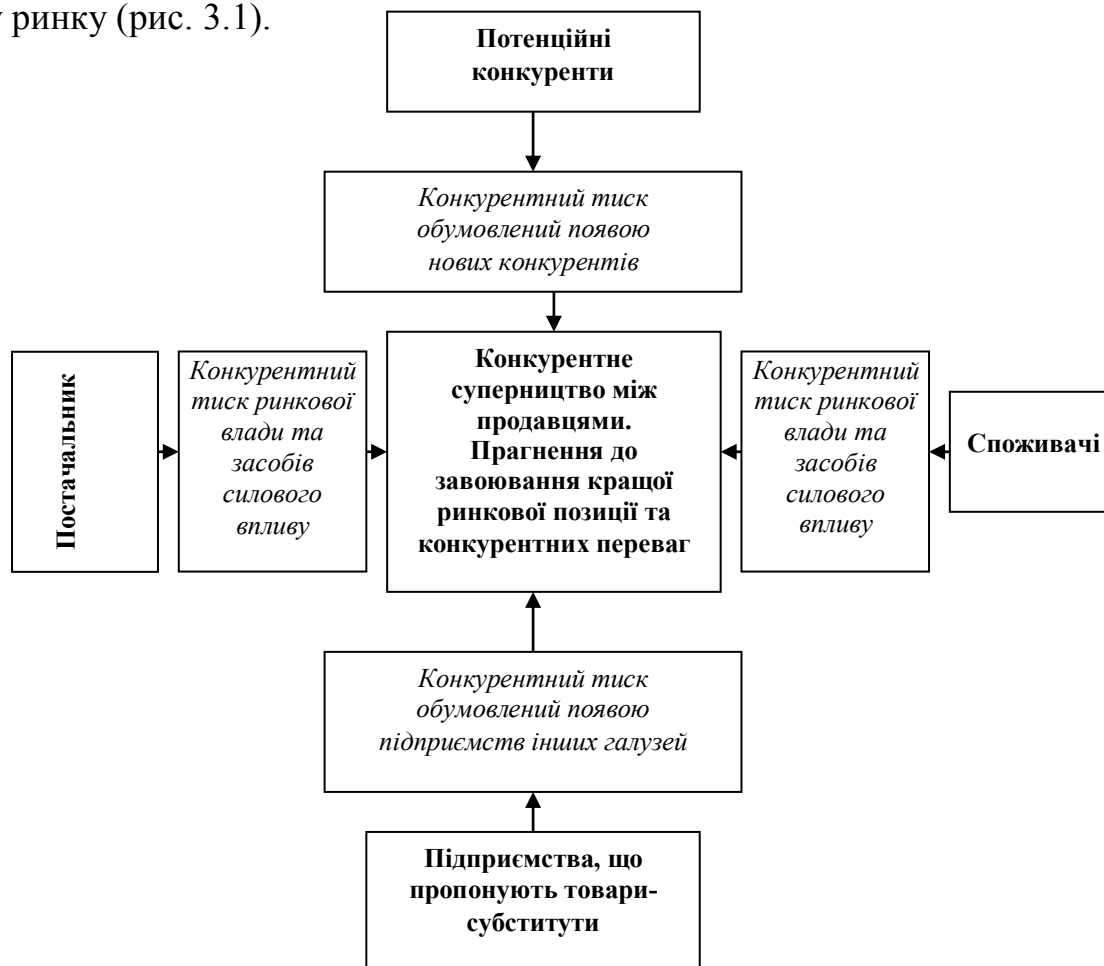 у ринку (рис. 3.1).
Потенційні
конкуренти
Конкурентний тиск
обумовлений появою
нових конкурентів
Постачальник
Конкурентний
тиск ринкової
влади та
засобів
силового
впливу
Конкурентне
суперництво між
продавцями.
Прагнення до
завоювання кращої
ринкової позиції та
конкурентних переваг
Конкурентний
тиск ринкової
влади та
засобів
силового
впливу
Споживачі
Конкурентний тиск
обумовлений появою
підприємств інших галузей
Підприємства, що
пропонують товари-
субститути